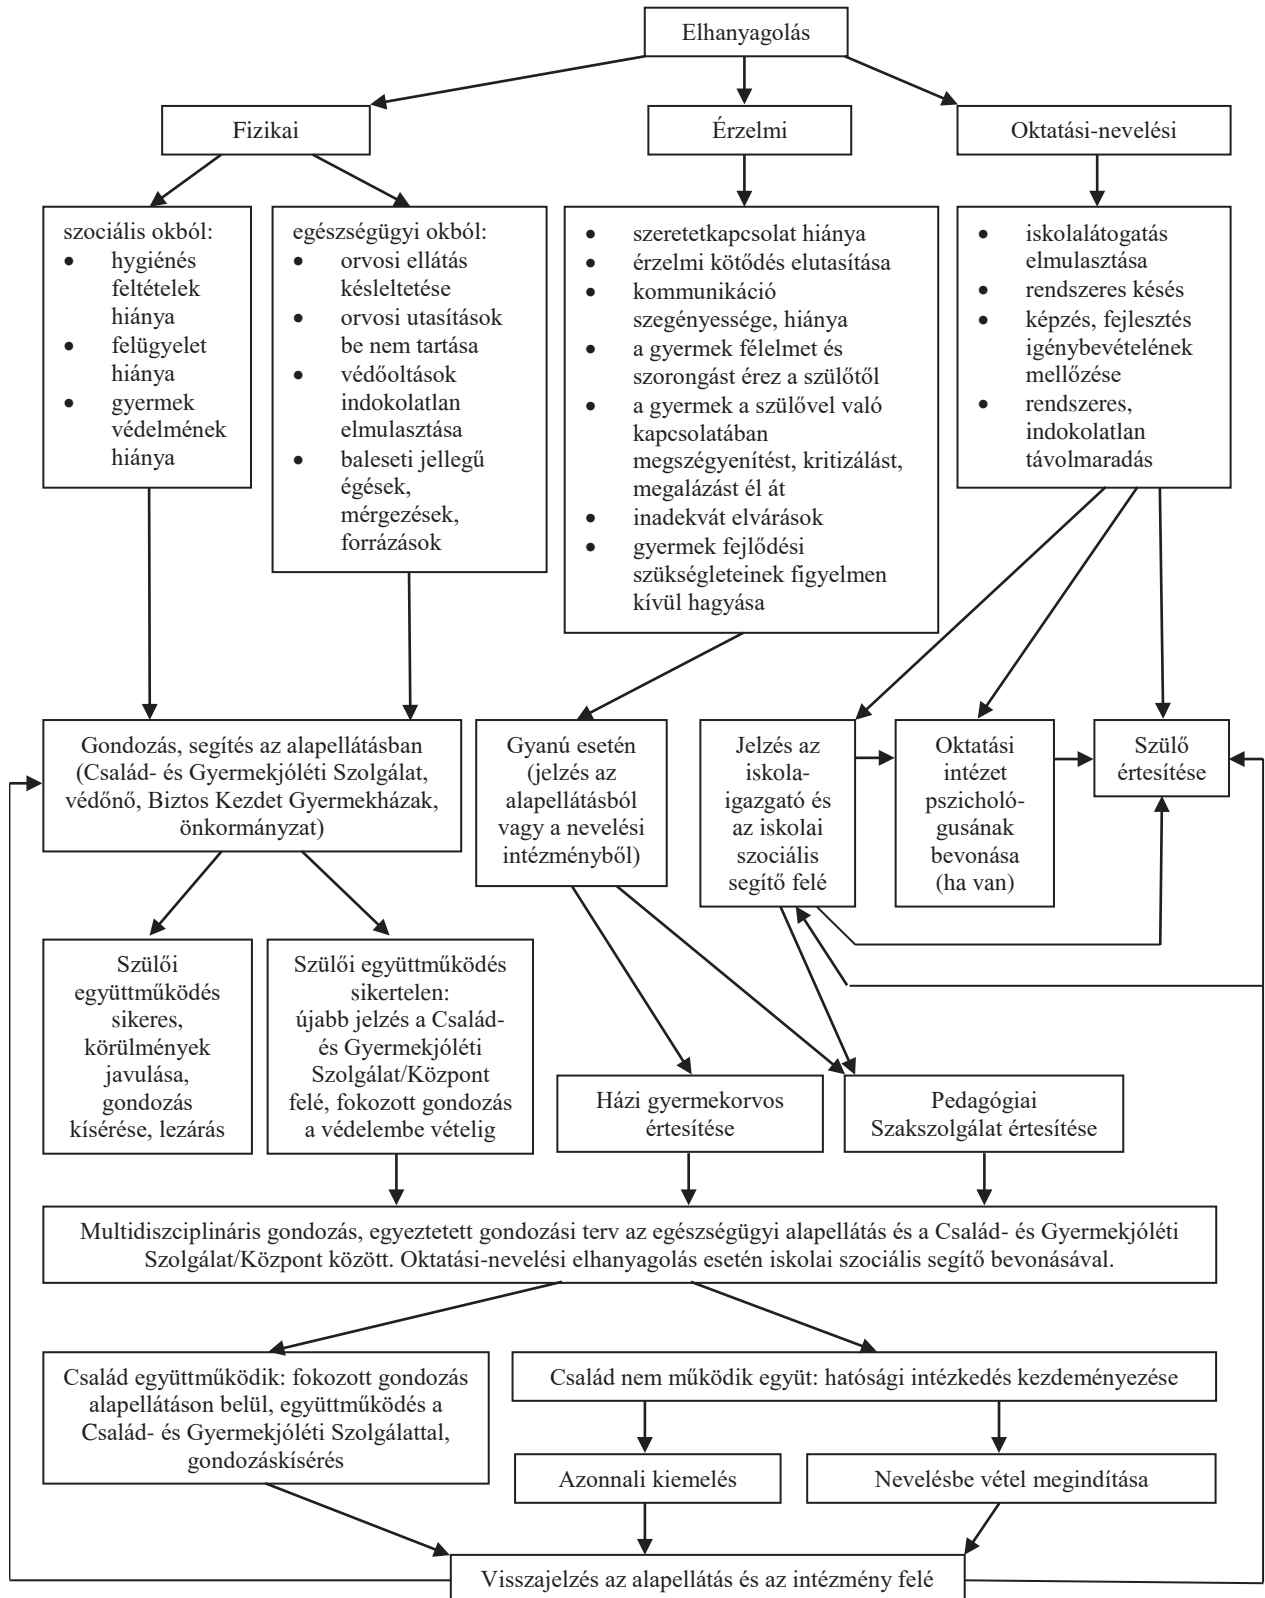 Elhanyagolás
Fizikai
Érzelmi
Oktatási-nevelési
szociális okból:
• hygiénés
feltételek
hiánya
• felügyelet
hiánya
• gyermek
védelmének
hiánya
egészségügyi okból:
• orvosi ellátás
késleltetése
• orvosi utasítások
be nem tartása
• védőoltások
indokolatlan
elmulasztása
• baleseti jellegű
égések,
mérgezések,
forrázások
• szeretetkapcsolat hiánya
• érzelmi kötődés elutasítása
• kommunikáció
szegényessége, hiánya
• a gyermek félelmet és
szorongást érez a szülőtől
• a gyermek a szülővel való
kapcsolatában
megszégyenítést, kritizálást,
megalázást él át
• inadekvát elvárások
• gyermek fejlődési
szükségleteinek figyelmen
kívül hagyása
• iskolalátogatás
elmulasztása
• rendszeres késés
• képzés, fejlesztés
igénybevételének
mellőzése
• rendszeres,
indokolatlan
távolmaradás
Gondozás, segítés az alapellátásban
(Család- és Gyermekjóléti Szolgálat,
védőnő, Biztos Kezdet Gyermekházak,
önkormányzat)
Gyanú esetén
(jelzés az
alapellátásból
vagy a nevelési
intézményből)
Jelzés az
iskola-
igazgató és
az iskolai
szociális
segítő felé
Oktatási
intézet
pszicholó-
gusának
bevonása
(ha van)
Szülő
értesítése
Szülői
együttműködés
sikeres,
körülmények
javulása,
gondozás
kísérése, lezárás
Szülői együttműködés
sikertelen:
újabb jelzés a Család-
és Gyermekjóléti
Szolgálat/Központ
felé, fokozott gondozás
a védelembe vételig
Házi gyermekorvos
értesítése
Pedagógiai
Szakszolgálat értesítése
Multidiszciplináris gondozás, egyeztetett gondozási terv az egészségügyi alapellátás és a Család- és Gyermekjóléti
Szolgálat/Központ között. Oktatási-nevelési elhanyagolás esetén iskolai szociális segítő bevonásával.
Család együttműködik: fokozott gondozás
alapellátáson belül, együttműködés a
Család- és Gyermekjóléti Szolgálattal,
gondozáskísérés
Család nem működik együt: hatósági intézkedés kezdeményezése
Azonnali kiemelés
Nevelésbe vétel megindítása
Visszajelzés az alapellátás és az intézmény felé